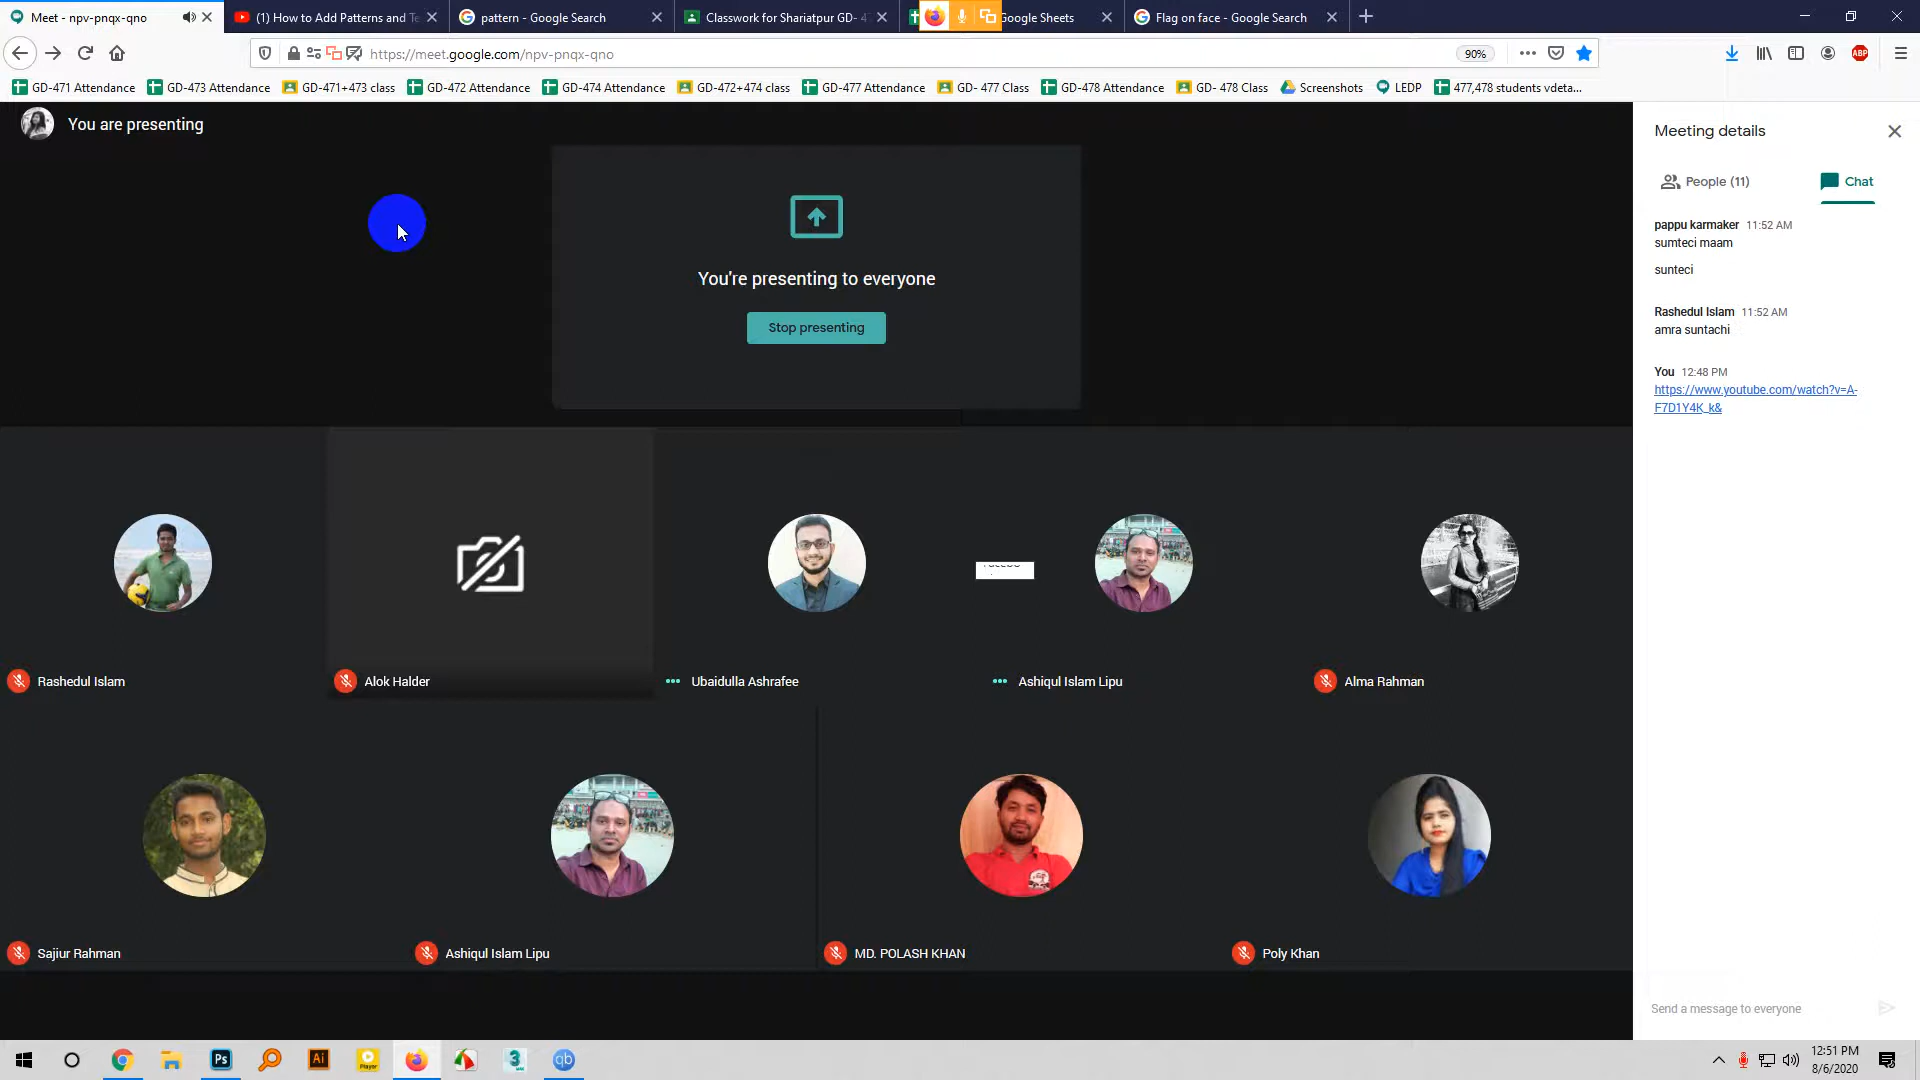 Meet - npv-pnqx-qno
(1) How to Add Patterns and Te
pattern - Google Search
Classwork for Shariatpur GD- 4
Google Sheets
Flag on face - Google Search
https://meet.google.com/npv-pnqx-qno
90%
ABP
GD-471 Attendance
GD-473 Attendance
GD-471+473 class
GD-472 Attendance
GD-474 Attendance
GD-472+474 class
GD-477 Attendance
GD- 477 Class
GD-478 Attendance
GD- 478 Class
Screenshots
LEDP
477,478 students vdeta...
You are presenting
You're presenting to everyone
Stop presenting
Rashedul Islam
Alok Halder
Ubaidulla Ashrafee
Ashiqul Islam Lipu
Alma Rahman
Sajiur Rahman
Ashiqul Islam Lipu
MD. POLASH KHAN
Poly Khan
Meeting details
People (11)
Chat
pappu karmaker 11:52 AM
sumteci maam
sunteci
Rashedul Islam 11:52 AM
amra suntachi
You 12:48 PM
https://www.youtube.com/watch?v=A-
F7D1Y4K_k&
Send a message to everyone
Ps
Ai
Player
3
qb
12:51 PM
8/6/2020